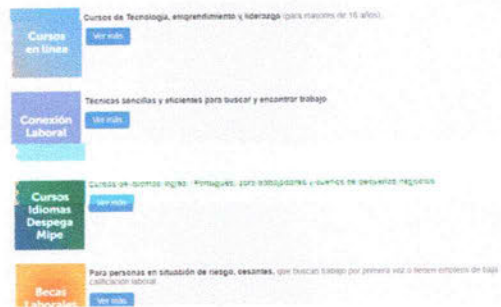 Cursos
en línea
Cursos de Tecnología, emprendimiento y liderazgo (para mayores de 16 años).
Ver más
Conexión
Laboral
Técnicas sencillas y eficientes para buscar y encontrar trabajo
Ver más
Cursos
Idiomas
Despega
Mipe
Cursos de idiomas Inglés, Portugués, para trabajadores y dueños de pequeños negocios
Ver más
Becas
Laborales
Para personas en situación de riesgo, cesantes, que buscan trabajo por primera vez o tienen empleos de baja
calificación laboral
Ver más